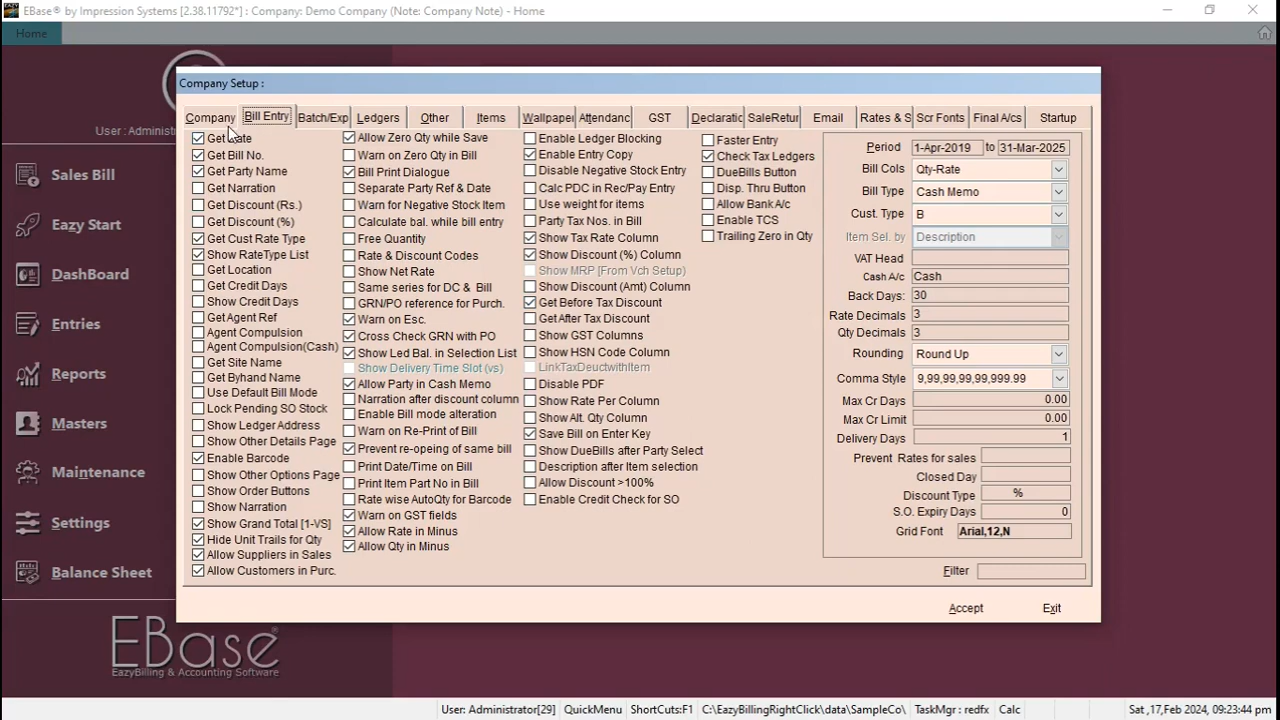 EBase® by Impression Systems [2.38.11792*] : Company: Demo Company (Note: Company Note) - Home
Home
User : Administr
Sales Bill
Eazy Start
DashBoard
Entries
Reports
Masters
Maintenance
Settings
Balance Sheet
EBase®
EazyBilling & Accounting Software
Company Setup :
Company
Bill Entry
Batch/Exp
Ledgers
Other
Items
Wallpaper
Attendanc
GST
Declaratic
SaleRetur
Email
Rates & S
Scr Fonts
Final A/cs
Startup
Get Rate
Get Bill No.
Get Party Name
Get Narration
Get Discount (Rs.)
Get Discount (%)
Get Cust Rate Type
Show RateType List
Get Location
Get Credit Days
Show Credit Days
Get Agent Ref
Agent Compulsion
Agent Compulsion(Cash)
Get Site Name
Get Byhand Name
Use Default Bill Mode
Lock Pending SO Stock
Show Ledger Address
Show Other Details Page
Enable Barcode
Show Other Options Page
Show Order Buttons
Show Narration
Show Grand Total [1-VS]
Hide Unit Trails for Qty
Allow Suppliers in Sales
Allow Customers in Purc.
Allow Zero Qty while Save
Warn on Zero Qty in Bill
Bill Print Dialogue
Separate Party Ref & Date
Warn for Negative Stock Item
Calculate bal. while bill entry
Free Quantity
Rate & Discount Codes
Show Net Rate
Same series for DC & Bill
GRN/PO reference for Purch.
Warn on Esc.
Cross Check GRN with PO
Show Led Bal. in Selection List
Show Delivery Time Slot (vs)
Allow Party in Cash Memo
Narration after discount column
Enable Bill mode alteration
Warn on Re-Print of Bill
Prevent re-opeing of same bill
Print Date/Time on Bill
Print Item Part No in Bill
Rate wise AutoQty for Barcode
Warn on GST fields
Allow Rate in Minus
Allow Qty in Minus
Enable Ledger Blocking
Enable Entry Copy
Disable Negative Stock Entry
Calc PDC in Rec/Pay Entry
Use weight for items
Party Tax Nos. in Bill
Show Tax Rate Column
Show Discount (%) Column
Show MRP [From Vch Setup)
Show Discount (Amt) Column
Get Before Tax Discount
Get After Tax Discount
Show GST Columns
Show HSN Code Column
LinkTaxDeuctwithItem
Disable PDF
Show Rate Per Column
Show Alt. Qty Column
Save Bill on Enter Key
Show DueBills after Party Select
Description after Item selection
Allow Discount >100%
Enable Credit Check for SO
Faster Entry
Check Tax Ledgers
DueBills Button
Disp. Thru Button
Allow Bank A/c
Enable TCS
Trailing Zero in Qty
Period 1-Apr-2019 to 31-Mar-2025
Bill Cols Qty-Rate
Bill Type Cash Memo
Cust. Type B
Item Sel. by Description
VAT Head
Cash A/c Cash
Back Days: 30
Rate Decimals 3
Qty Decimals 3
Rounding Round Up
Comma Style 9,99,99,99,99,999.99
Max Cr Days 0.00
Max Cr Limit 0.00
Delivery Days 1
Prevent Rates for sales
Closed Day
Discount Type %
S.O. Expiry Days 0
Grid Font Arial,12,N
Filter
Accept Exit
User: Administrator[29] QuickMenu ShortCuts:F1 C:\EazyBillingRightClick\data\SampleCo\ TaskMgr : redfx Calc Sat ,17,Feb 2024, 09:23:44 pm